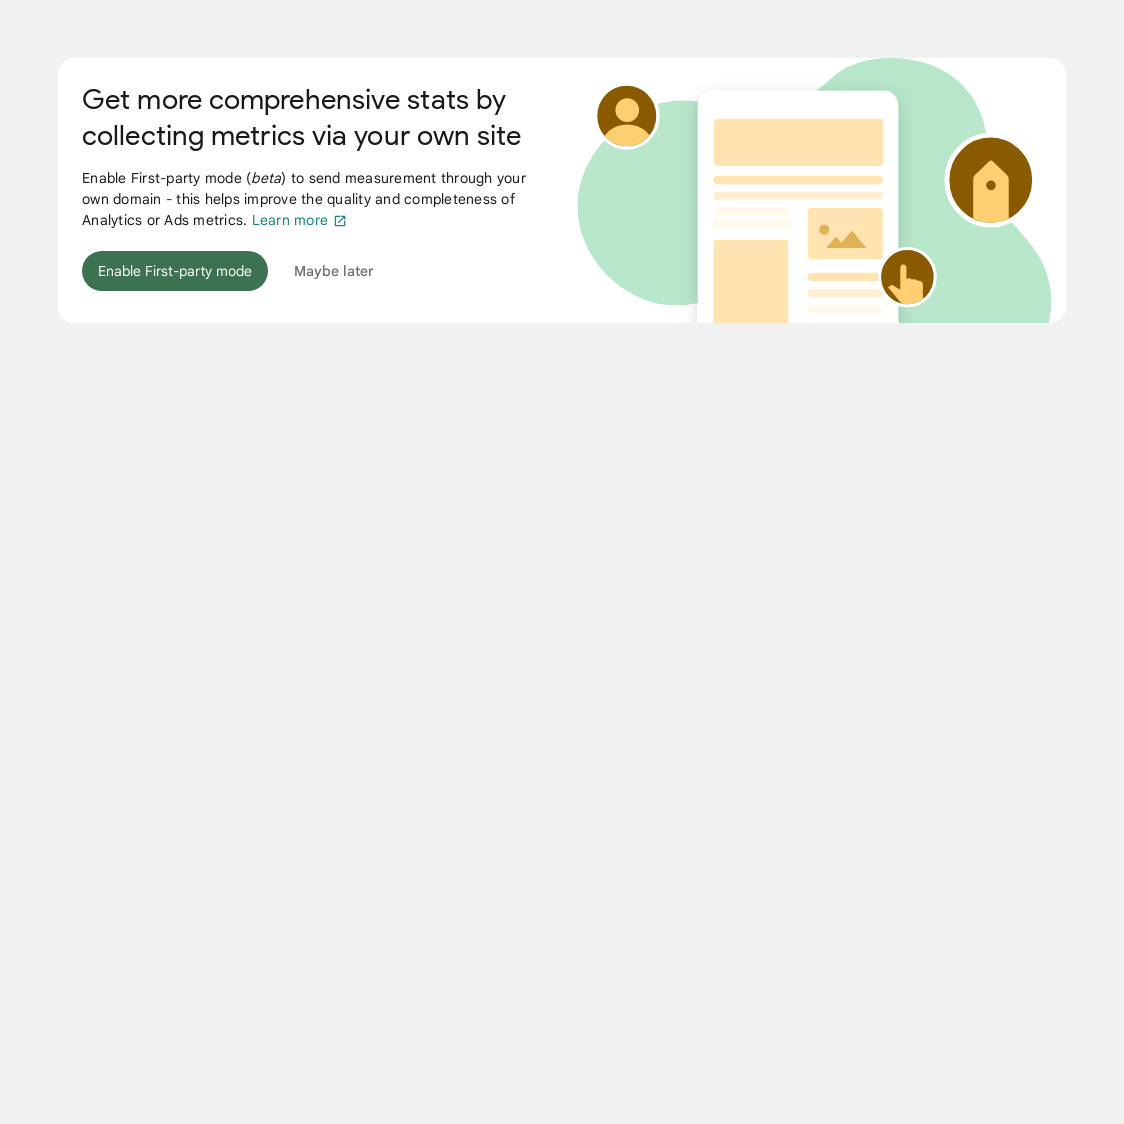 Get more comprehensive stats by
collecting metrics via your own site
Enable First-party mode (beta) to send measurement through your
own domain - this helps improve the quality and completeness of
Analytics or Ads metrics. Learn more
Enable First-party mode
Maybe later